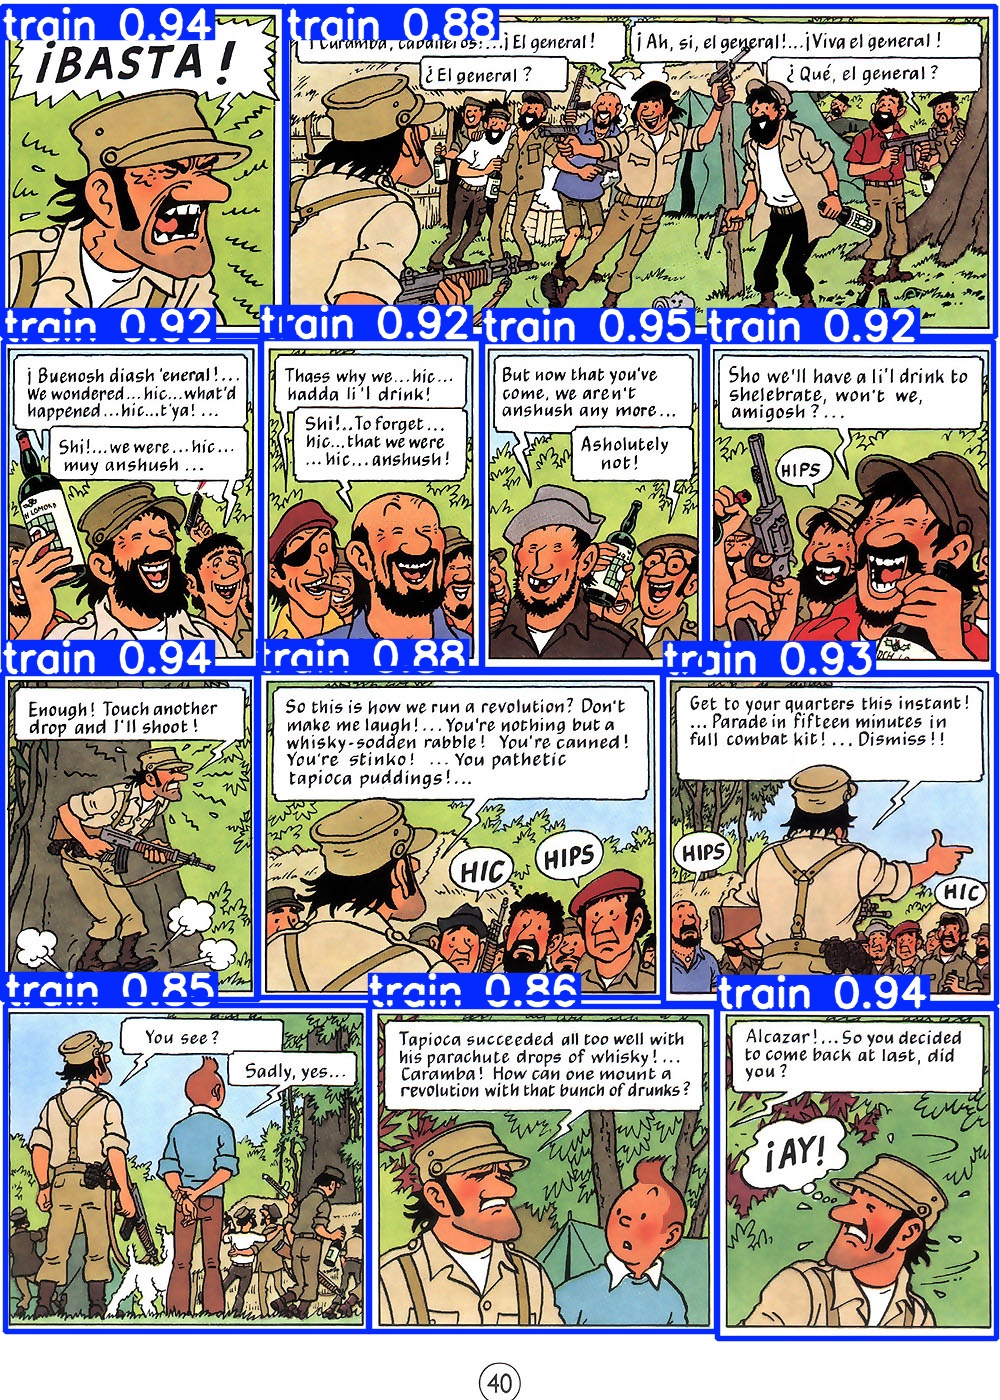 train 0.94
¡BASTA!
train 0.88
¡Caramba, caballeros!...¡El general!
¡Ah, si, el general!...¡Viva el general!
¿El general?
¿Qué, el general?
train 0.92
¡Buenosh diash 'eneral!...
We wondered...hic...what'd
happened...hic...t'ya!...
Shi!...we were...hic...
muy anshush ...
LOMOND
train 0.92
Thass why we...hic...
hadda li'l drink!
Shi!..To forget...
hic...that we were
...hic...anshush!
train 0.95
But now that you've
come, we aren't
anshush any more...
Asholutely
not!
train 0.92
Sho we'll have a li'l drink to
shelebrate, won't we,
amigosh?...
HIPS
OCH LO
train 0.94
Enough! Touch another
drop and I'll shoot!
train 0.88
So this is how we run a revolution? Don't
make me laugh!...You're nothing but a
whisky-sodden rabble! You're canned!
You're stinko! ...You pathetic
tapioca puddings!...
HIC
HIPS
train 0.93
Get to your quarters this instant!
...Parade in fifteen minutes in
full combat kit!...Dismiss!!
HIPS
HIC
train 0.85
You see?
Sadly, yes...
train 0.86
Tapioca succeeded all too well with
his parachute drops of whisky!...
Caramba! How can one mount a
revolution with that bunch of drunks?
train 0.94
Alcazar!...So you decided
to come back at last, did
you?
¡AY!
40